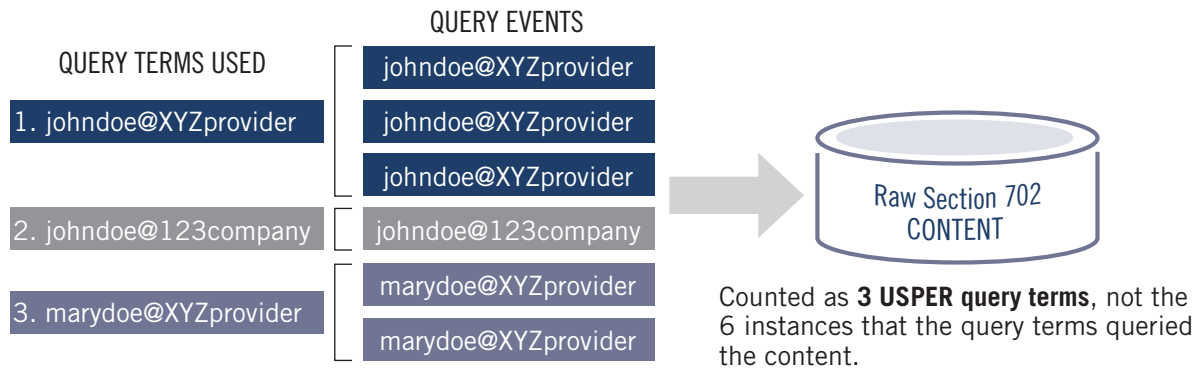 QUERY EVENTS
QUERY TERMS USED
johndoe@XYZprovider
1. johndoe@XYZprovider
johndoe@XYZprovider
johndoe@XYZprovider
2. johndoe@123company
johndoe@123company
3. marydoe@XYZprovider
marydoe@XYZprovider
marydoe@XYZprovider
Raw Section 702
CONTENT
Counted as 3 USPER query terms, not the
6 instances that the query terms queried
the content.